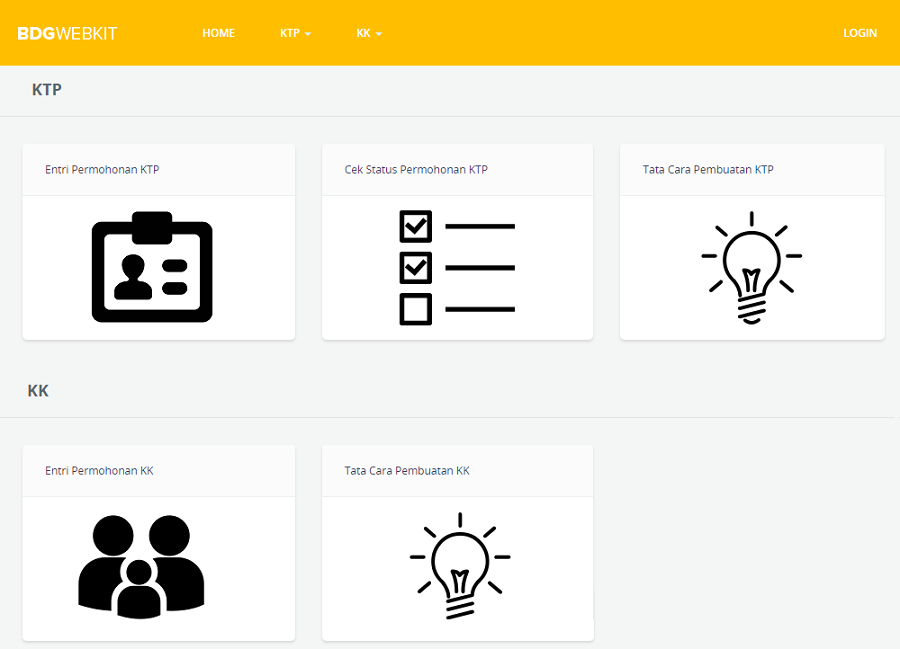 BDGWEBKIT HOME KTP KK LOGIN
KTP
Entri Permohonan KTP Cek Status Permohonan KTP Tata Cara Pembuatan KTP
KK
Entri Permohonan KK Tata Cara Pembuatan KK